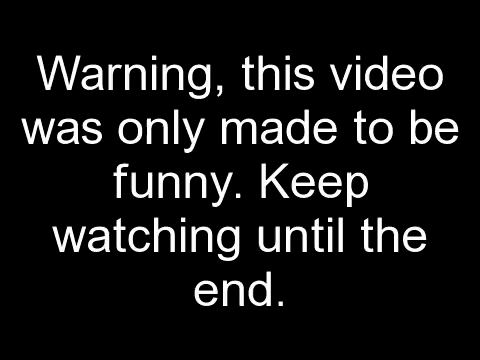 Warning, this video
was only made to be
funny. Keep
watching until the
end.